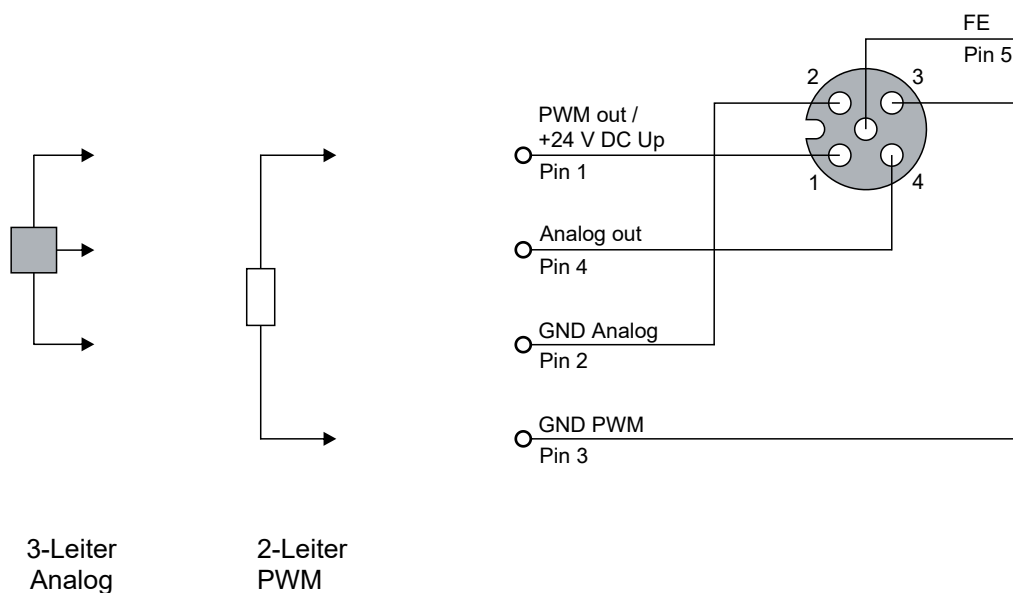 FE
Pin 5
2
3
PWM out /
+24 V DC Up
Pin 1
1
4
Analog out
Pin 4
GND Analog
Pin 2
GND PWM
Pin 3
3-Leiter
Analog
2-Leiter
PWM